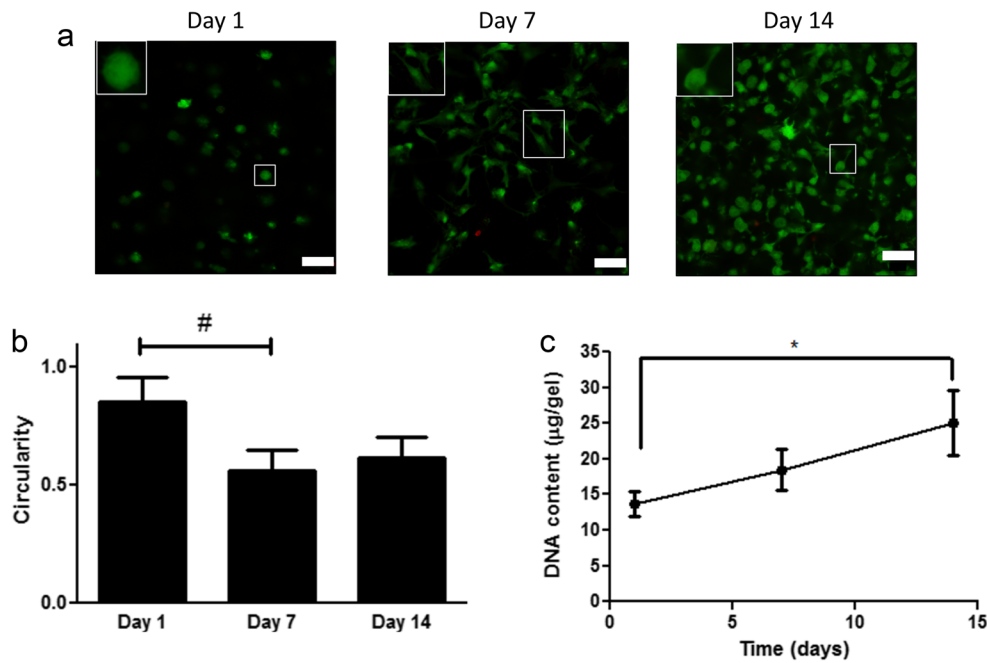 Day 1
Day 7
Day 14
a
b
#
1.0
0.5
0.0
Circularity
Day 1
Day 7
Day 14
c
*
35
30
25
20
15
10
5
0
DNA content (µg/gel)
0
5
10
15
Time (days)